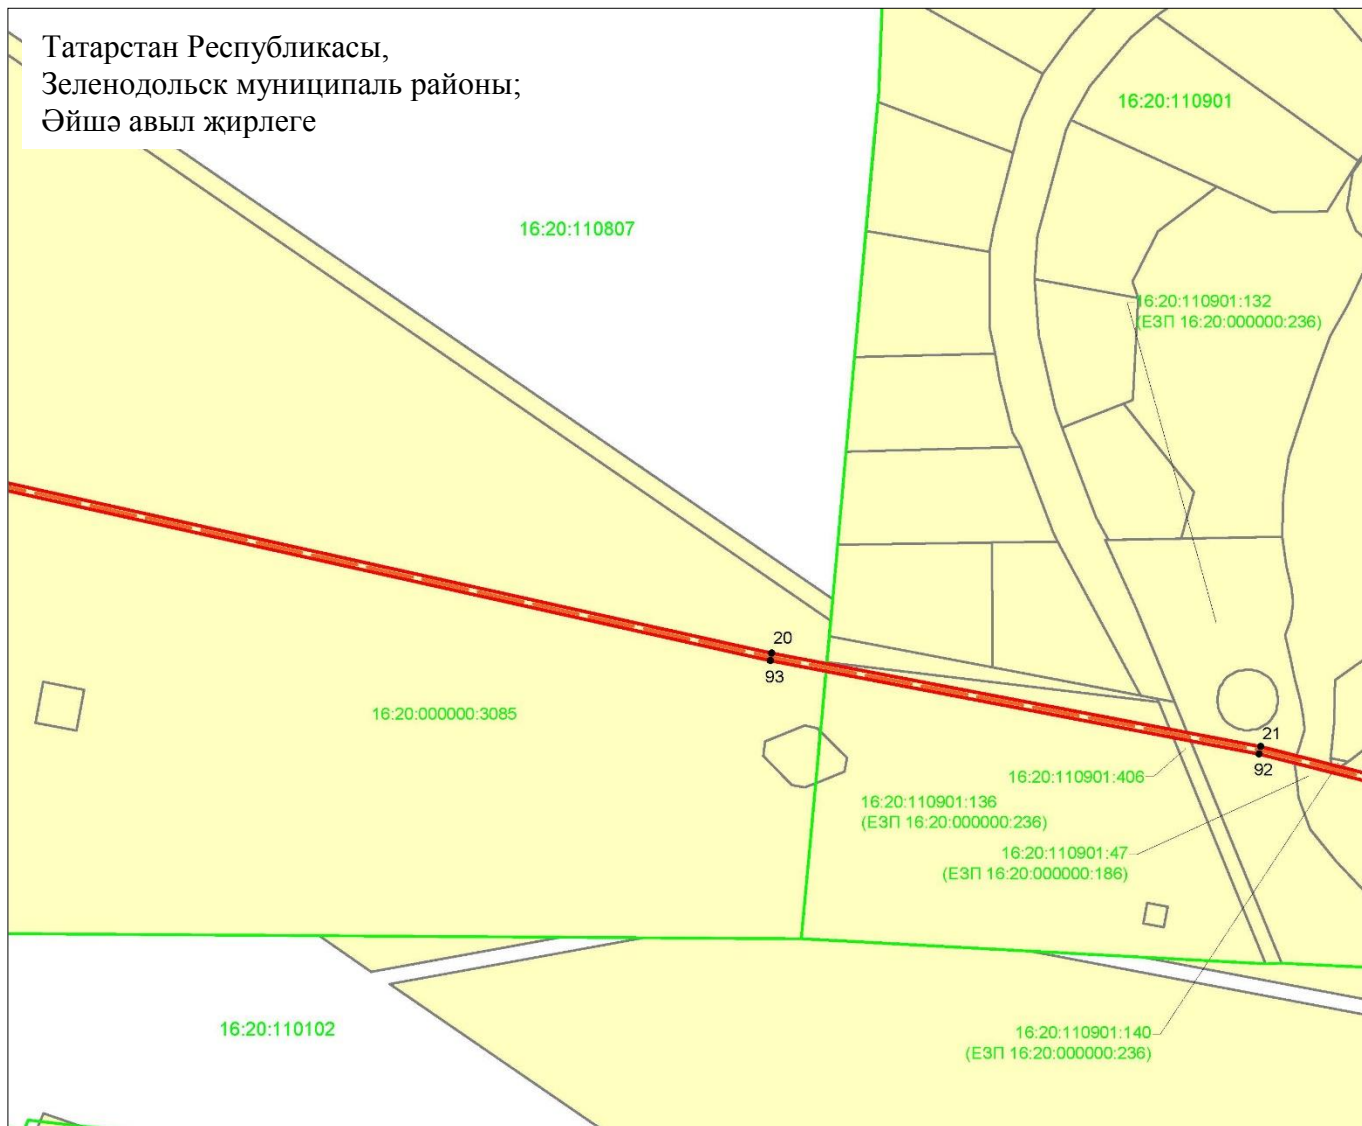 Татарстан Республикасы,
Зеленодольск муниципаль районы;
Әйшә авыл җирлеге
16:20:110901
16:20:110807
16:20:110901:132
(ЕЗП 16:20:000000:236)
20
93
16:20:000000:3085
21
92
16:20:110901:406
16:20:110901:136
(ЕЗП 16:20:000000:236)
16:20:110901:47
(ЕЗП 16:20:000000:186)
16:20:110102
16:20:110901:140
(ЕЗП 16:20:000000:236)